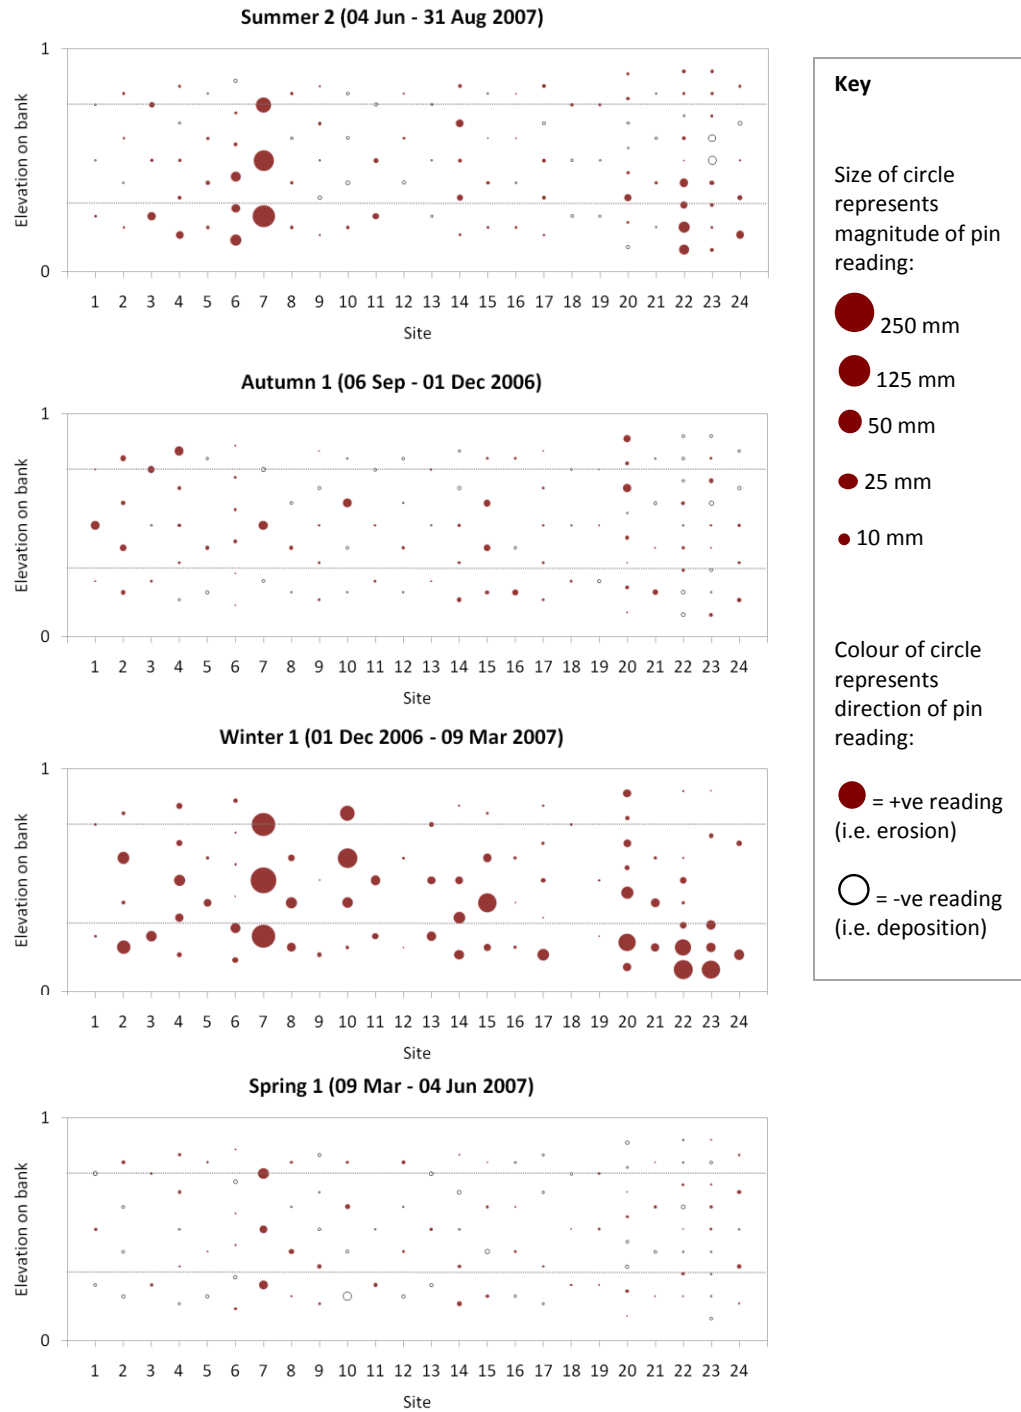 Summer 2 (04 Jun - 31 Aug 2007)
1
Elevation on bank
0
1 2 3 4 5 6 7 8 9 10 11 12 13 14 15 16 17 18 19 20 21 22 23 24
Site
Autumn 1 (06 Sep - 01 Dec 2006)
1
Elevation on bank
0
1 2 3 4 5 6 7 8 9 10 11 12 13 14 15 16 17 18 19 20 21 22 23 24
Site
Winter 1 (01 Dec 2006 - 09 Mar 2007)
1
Elevation on bank
0
1 2 3 4 5 6 7 8 9 10 11 12 13 14 15 16 17 18 19 20 21 22 23 24
Site
Spring 1 (09 Mar - 04 Jun 2007)
1
Elevation on bank
0
1 2 3 4 5 6 7 8 9 10 11 12 13 14 15 16 17 18 19 20 21 22 23 24
Site
Key
Size of circle
represents
magnitude of pin
reading:
250 mm
125 mm
50 mm
25 mm
10 mm
Colour of circle
represents
direction of pin
reading:
= +ve reading
(i.e. erosion)
= -ve reading
(i.e. deposition)